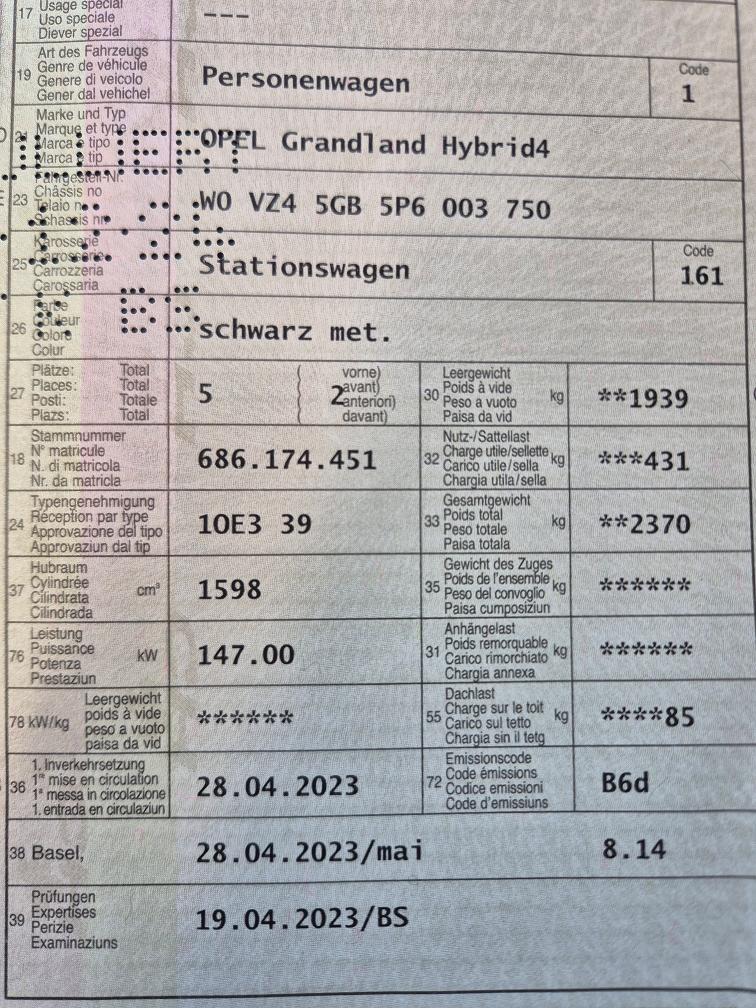 17 Usage spécial
Uso speciale
Diever spezial
---
19 Art des Fahrzeugs
Genre de véhicule
Genere di veicolo
Gener dal vehichel
Personenwagen
Code
1
Marke und Typ
Marque et type
Marca e tipo
Marca e tip
OPEL Grandland Hybrid4
23 Fahrgestell-Nr.
Châssis no
Telaio n.
Schassis nr.
W0 VZ4 5GB 5P6 003 750
25 Karosserie
Carrosserie
Carrozzeria
Carossaria
Stationswagen
Code
161
26 Farbe
Couleur
Colore
Colur
schwarz met.
27 Plätze: Total
Places: Total
Posti: Totale
Plazs: Total
5
( vorne)
2 avant)
anteriori)
( davant)
30 Leergewicht
Poids à vide kg
Peso a vuoto
Paisa da vid
**1939
18 Stammnummer
N° matricule
N. di matricola
Nr. da matricla
686.174.451
32 Nutz-/Sattellast
Charge utile/sellette kg
Carico utile/sella
Chargia utila/sella
***431
24 Typengenehmigung
Réception par type
Approvazione del tipo
Approvaziun dal tip
1OE3 39
33 Gesamtgewicht
Poids total kg
Peso totale
Paisa totala
**2370
37 Hubraum
Cylindrée cm³
Cilindrata
Cilindrada
1598
35 Gewicht des Zuges
Poids de l'ensemble kg
Peso del convoglio
Paisa cumposiziun
******
76 Leistung
Puissance kW
Potenza
Prestaziun
147.00
31 Anhängelast
Poids remorquable kg
Carico rimorchiato
Chargia annexa
******
78 kW/kg Leergewicht
poids à vide
peso a vuoto
paisa da vid
******
55 Dachlast
Charge sur le toit kg
Carico sul tetto
Chargia sin il tetg
****85
36 1. Inverkehrsetzung
1re mise en circulation
1a messa in circolazione
1. entrada en circulaziun
28.04.2023
72 Emissionscode
Code émissions
Codice emissioni
Code d'emissiuns
B6d
38 Basel,
28.04.2023/mai
8.14
39 Prüfungen
Expertises
Perizie
Examinaziuns
19.04.2023/BS